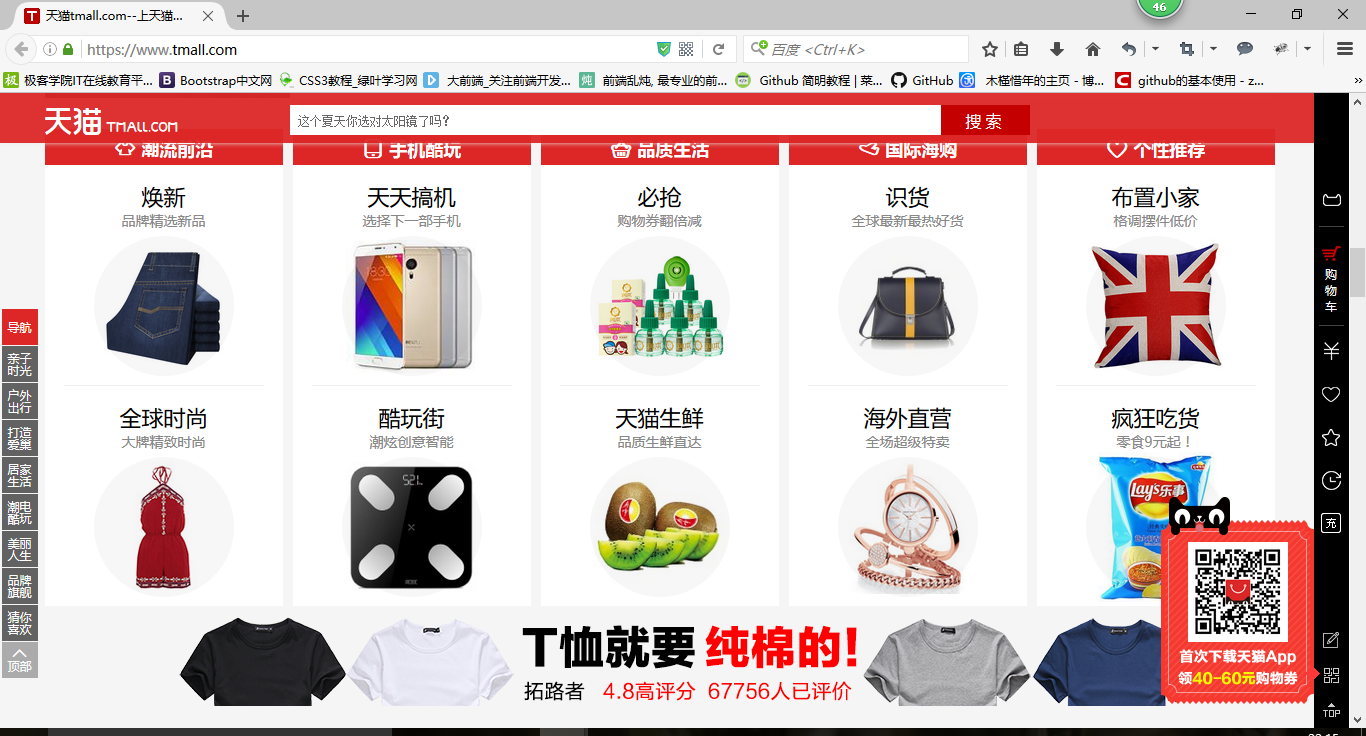 天猫tmall.com--上天猫...
46
https://www.tmall.com
百度 <Ctrl+K>
极客学院IT在线教育平...
Bootstrap中文网
CSS3教程_绿叶学习网
大前端_关注前端开发...
前端乱炖, 最专业的前...
Github 简明教程 | 菜...
GitHub
木槿惜年的主页 - 博...
github的基本使用 - z...
天猫 TMALL.COM
这个夏天你选对太阳镜了吗?
搜索
潮流前沿
手机酷玩
品质生活
国际海购
个性推荐
焕新
品牌精选新品
天天搞机
选择下一部手机
必抢
购物券翻倍减
识货
全球最新最热好货
布置小家
格调摆件低价
全球时尚
大牌精致时尚
酷玩街
潮炫创意智能
天猫生鲜
品质生鲜直达
海外直营
全场超级特卖
疯狂吃货
零食9元起！
Lay's乐事
导航
亲子
时光
户外
出行
打造
爱巢
居家
生活
潮电
酷玩
美丽
人生
品牌
旗舰
猜你
喜欢
顶部
购
物
车
充
TOP
T恤就要 纯棉的!
拓路者 4.8高评分 67756人已评价
首次下载天猫App
领40-60元购物券